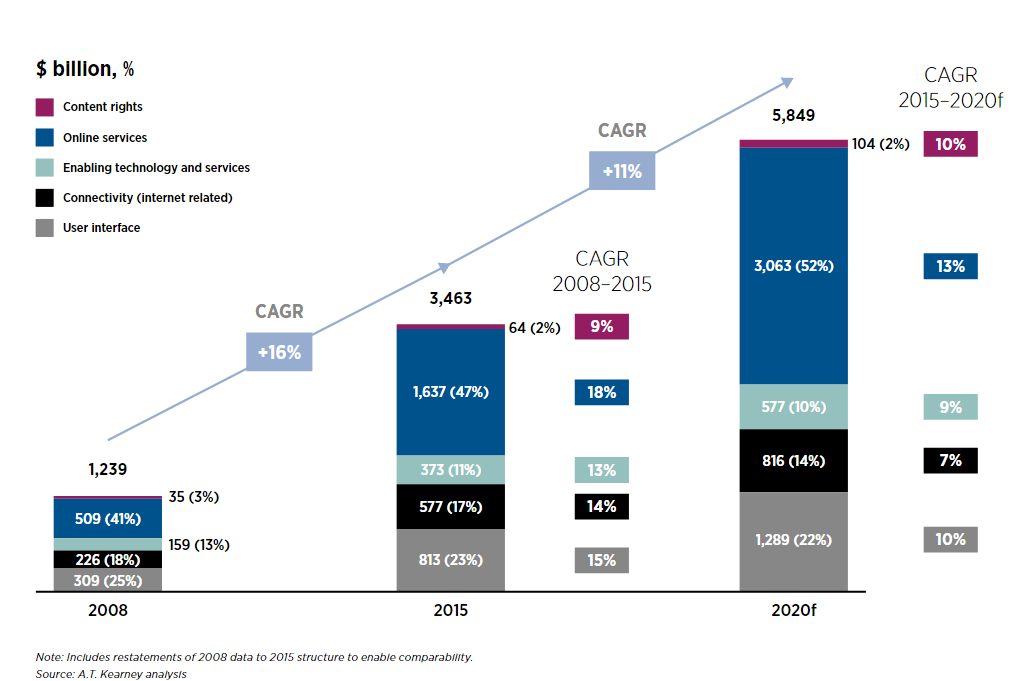 $ billion, %
Content rights
Online services
Enabling technology and services
Connectivity (internet related)
User interface
CAGR
+16%
CAGR
+11%
CAGR
2008–2015
CAGR
2015–2020f
1,239
35 (3%)
509 (41%)
159 (13%)
226 (18%)
309 (25%)
2008
3,463
64 (2%)
1,637 (47%)
373 (11%)
577 (17%)
813 (23%)
2015
9%
18%
13%
14%
15%
5,849
104 (2%)
3,063 (52%)
577 (10%)
816 (14%)
1,289 (22%)
2020f
10%
13%
9%
7%
10%
Note: Includes restatements of 2008 data to 2015 structure to enable comparability.
Source: A.T. Kearney analysis